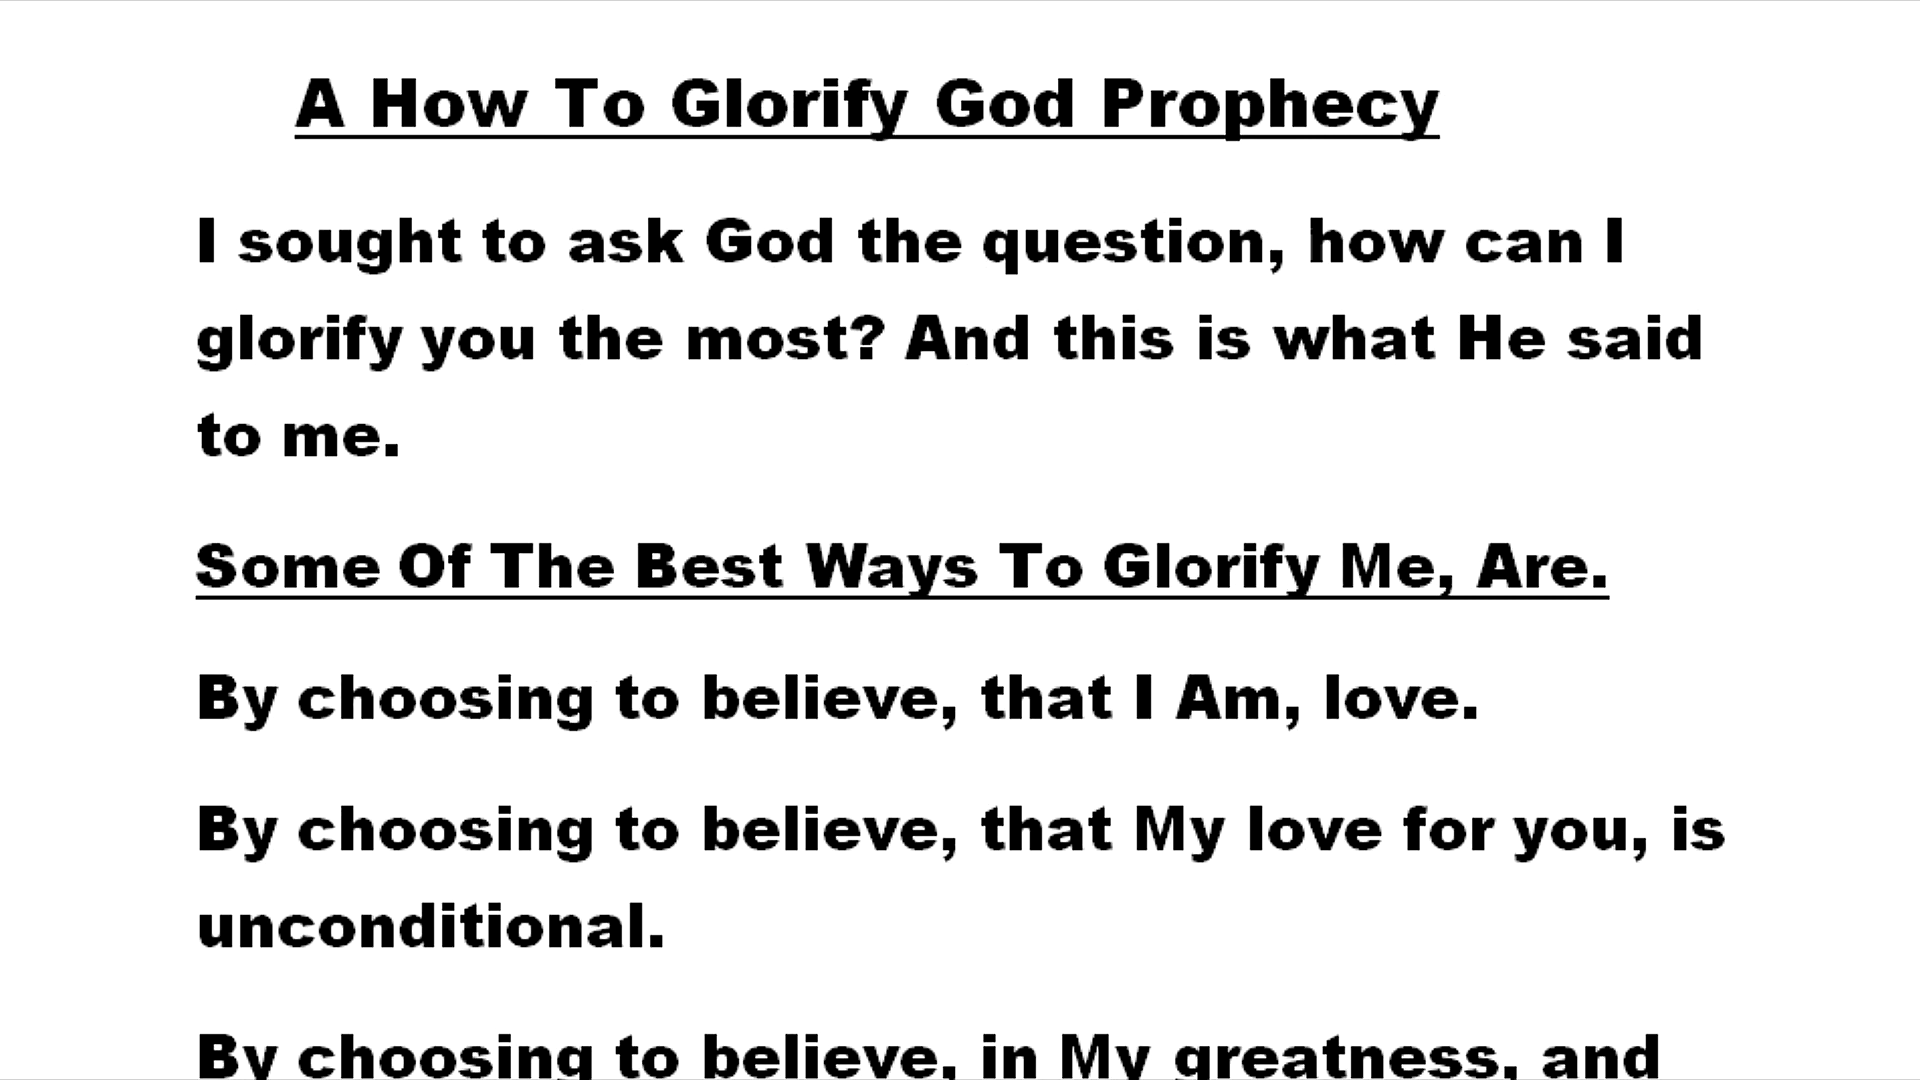 A How To Glorify God Prophecy
I sought to ask God the question, how can I
glorify you the most? And this is what He said
to me.
Some Of The Best Ways To Glorify Me, Are.
By choosing to believe, that I Am, love.
By choosing to believe, that My love for you, is
unconditional.
By choosing to believe, in My greatness, and